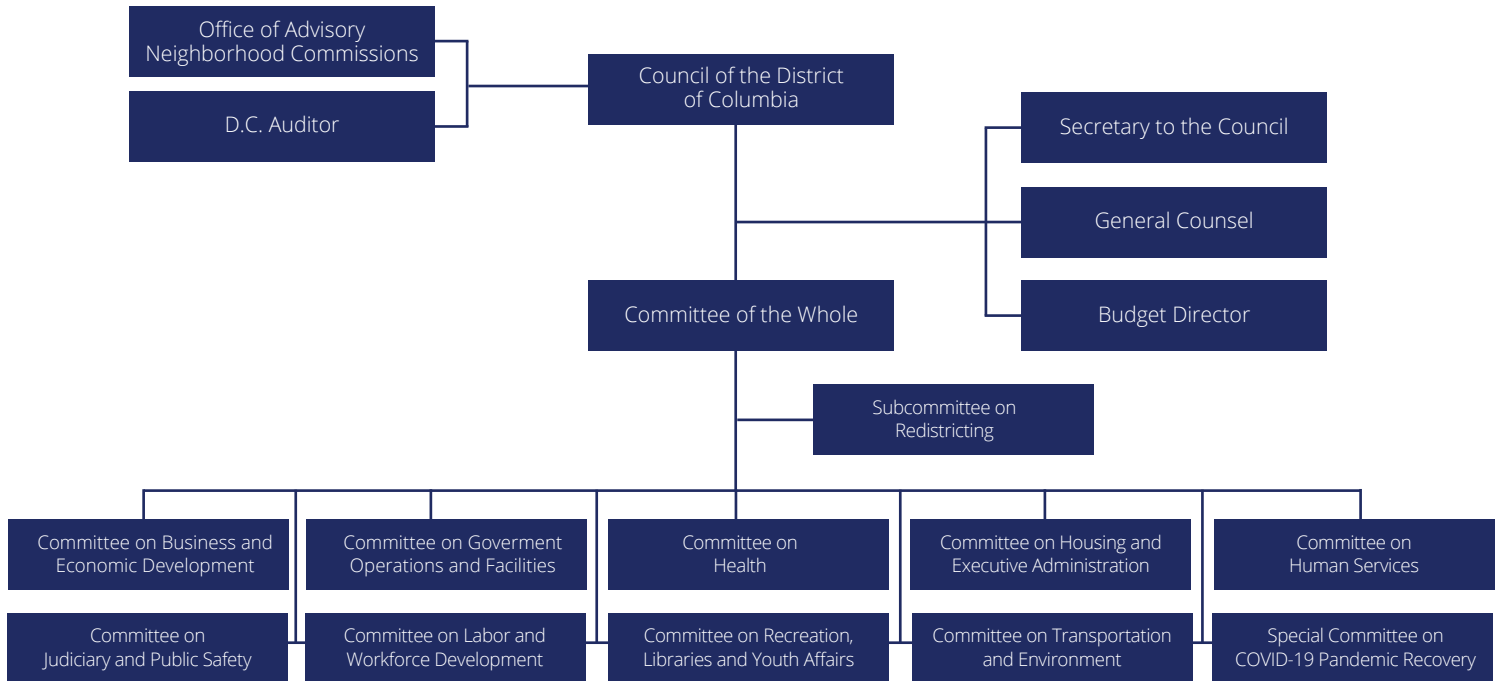 Office of Advisory
Neighborhood Commissions
D.C. Auditor
Council of the District
of Columbia
Secretary to the Council
General Counsel
Budget Director
Committee of the Whole
Subcommittee on
Redistricting
Committee on Business and
Economic Development
Committee on Goverment
Operations and Facilities
Committee on
Health
Committee on Housing and
Executive Administration
Committee on
Human Services
Committee on
Judiciary and Public Safety
Committee on Labor and
Workforce Development
Committee on Recreation,
Libraries and Youth Affairs
Committee on Transportation
and Environment
Special Committee on
COVID-19 Pandemic Recovery